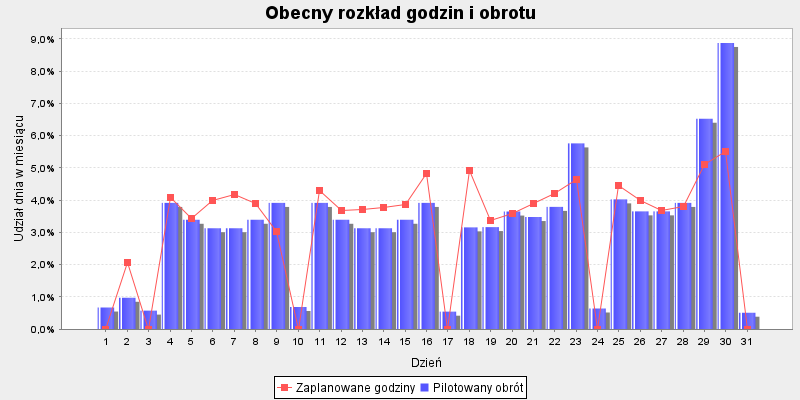 Obecny rozkład godzin i obrotu
Udział dnia w miesiącu
9,0%
8,0%
7,0%
6,0%
5,0%
4,0%
3,0%
2,0%
1,0%
0,0%
1 2 3 4 5 6 7 8 9 10 11 12 13 14 15 16 17 18 19 20 21 22 23 24 25 26 27 28 29 30 31
Dzień
Zaplanowane godziny Pilotowany obrót